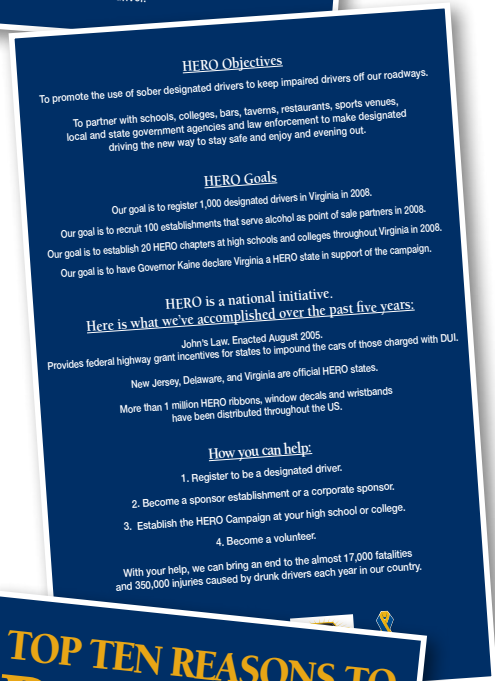 HERO Objectives
To promote the use of sober designated drivers to keep impaired drivers off our roadways.
To partner with schools, colleges, bars, taverns, restaurants, sports venues,
local and state government agencies and law enforcement to make designated
driving the new way to stay safe and enjoy and evening out.
HERO Goals
Our goal is to register 1,000 designated drivers in Virginia in 2008.
Our goal is to recruit 100 establishments that serve alcohol as point of sale partners in 2008.
Our goal is to establish 20 HERO chapters at high schools and colleges throughout Virginia in 2008.
Our goal is to have Governor Kaine declare Virginia a HERO state in support of the campaign.
HERO is a national initiative.
Here is what we've accomplished over the past five years:
John's Law. Enacted August 2005.
Provides federal highway grant incentives for states to impound the cars of those charged with DUI.
New Jersey, Delaware, and Virginia are official HERO states.
More than 1 million HERO ribbons, window decals and wristbands
have been distributed throughout the US.
How you can help:
1. Register to be a designated driver.
2. Become a sponsor establishment or a corporate sponsor.
3. Establish the HERO Campaign at your high school or college.
4. Become a volunteer.
With your help, we can bring an end to the almost 17,000 fatalities
and 350,000 injuries caused by drunk drivers each year in our country.
TOP TEN REASONS TO